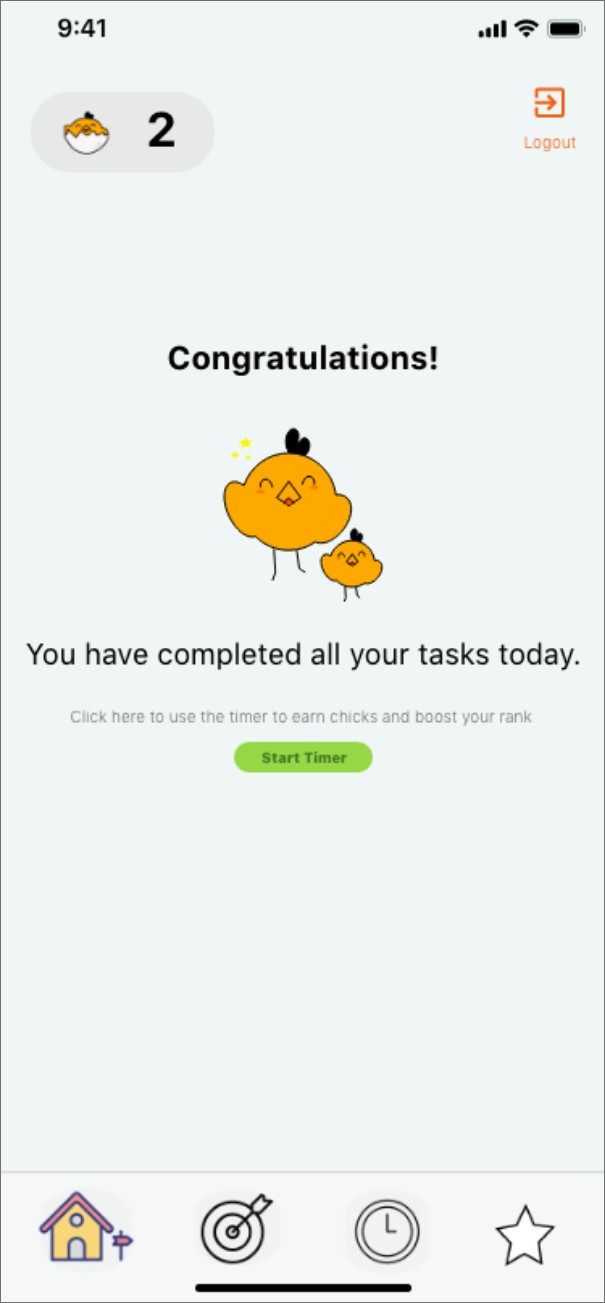 9:41
2
Logout
Congratulations!
You have completed all your tasks today.
Click here to use the timer to earn chicks and boost your rank
Start Timer